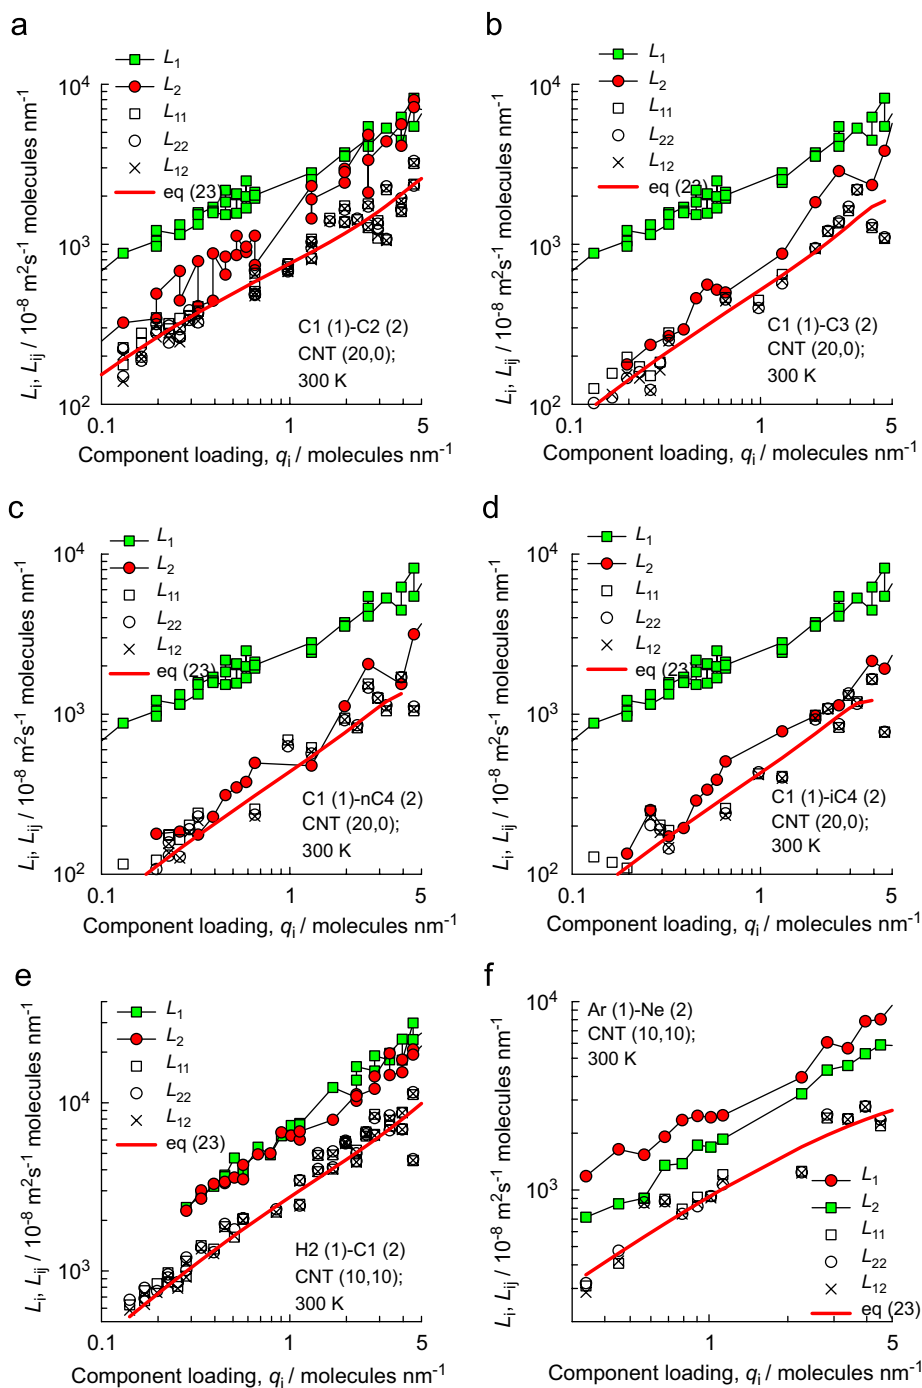 a
L1
L2
L11
L22
L12
eq (23)
10^4
10^3
10^2
Li, Lij / 10^-8 m^2s^-1 molecules nm^-1
C1 (1)-C2 (2)
CNT (20,0);
300 K
0.1
1
5
Component loading, qi / molecules nm^-1
b
L1
L2
L11
L22
L12
eq (23)
10^4
10^3
10^2
Li, Lij / 10^-8 m^2s^-1 molecules nm^-1
C1 (1)-C3 (2)
CNT (20,0);
300 K
0.1
1
5
Component loading, qi / molecules nm^-1
c
L1
L2
L11
L22
L12
eq (23)
10^4
10^3
10^2
Li, Lij / 10^-8 m^2s^-1 molecules nm^-1
C1 (1)-nC4 (2)
CNT (20,0);
300 K
0.1
1
5
Component loading, qi / molecules nm^-1
d
L1
L2
L11
L22
L12
eq (23)
10^4
10^3
10^2
Li, Lij / 10^-8 m^2s^-1 molecules nm^-1
C1 (1)-iC4 (2)
CNT (20,0);
300 K
0.1
1
5
Component loading, qi / molecules nm^-1
e
L1
L2
L11
L22
L12
eq (23)
10^4
10^3
Li, Lij / 10^-8 m^2s^-1 molecules nm^-1
H2 (1)-C1 (2)
CNT (10,10);
300 K
0.1
1
5
Component loading, qi / molecules nm^-1
f
10^4
10^3
Li, Lij / 10^-8 m^2s^-1 molecules nm^-1
Ar (1)-Ne (2)
CNT (10,10);
300 K
L1
L2
L11
L22
L12
eq (23)
1
5
Component loading, qi / molecules nm^-1